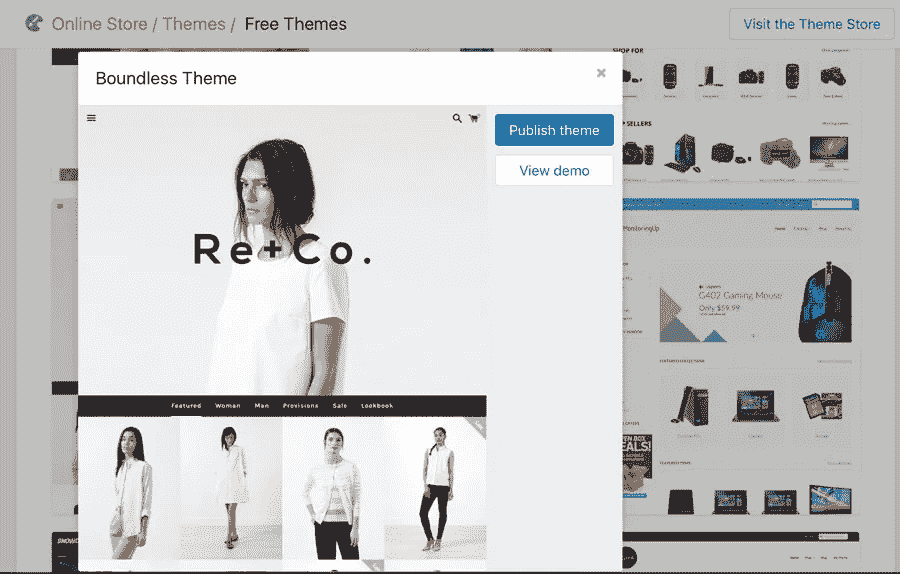 Online Store / Themes / Free Themes
Visit the Theme Store
Boundless Theme
×
Publish theme
View demo
Re+Co.
Featured Woman Man Provisions Sale Lookbook
SHOP FOR
SELLERS
MonitoringUp
G402 Gaming Mouse
Only $59.99